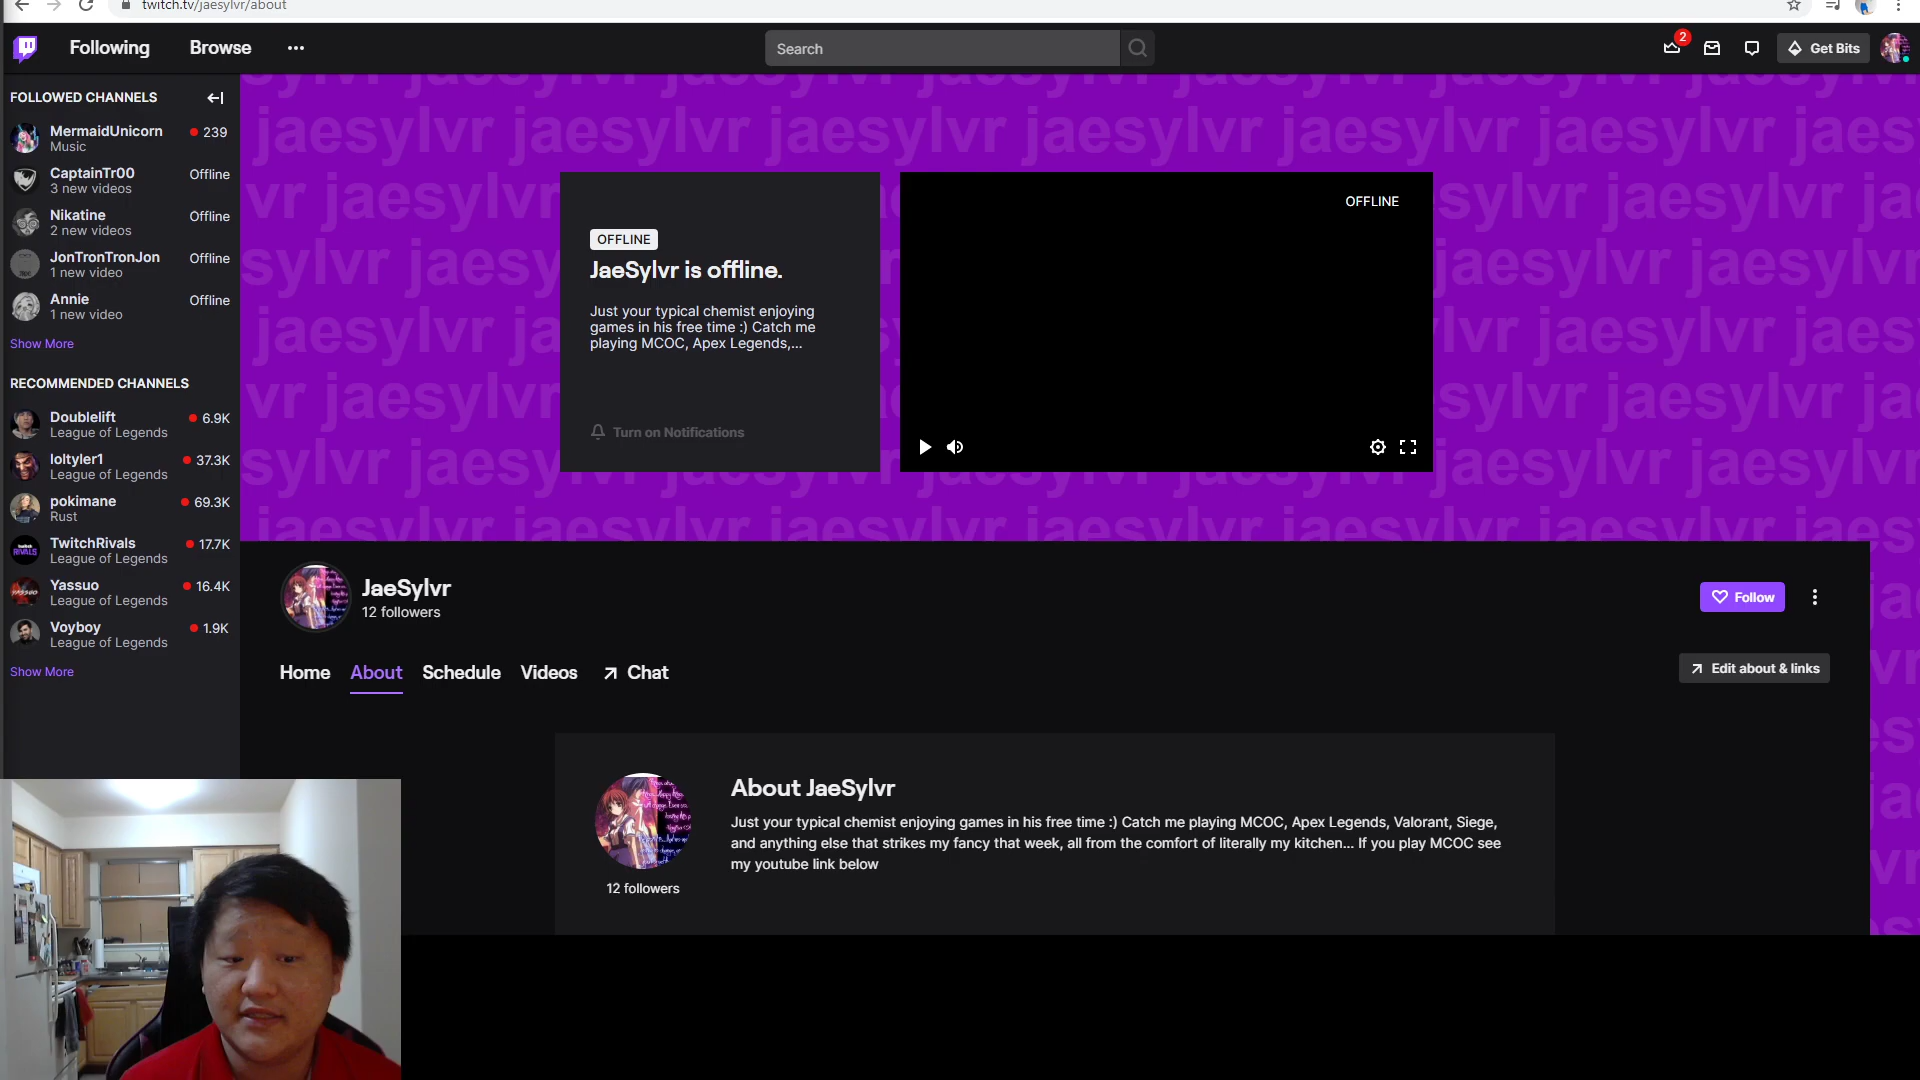 twitch.tv/jaesylvr/about
Following
Browse
Search
2
Get Bits
FOLLOWED CHANNELS
MermaidUnicorn
239
Music
CaptainTr00
Offline
3 new videos
Nikatine
Offline
2 new videos
JonTronTronJon
Offline
1 new video
Annie
Offline
1 new video
Show More
RECOMMENDED CHANNELS
Doublelift
6.9K
League of Legends
loltyler1
37.3K
League of Legends
pokimane
69.3K
Rust
TwitchRivals
17.7K
League of Legends
Yassuo
16.4K
League of Legends
Voyboy
1.9K
League of Legends
Show More
jaesylvr jaesylvr jaesylvr jaesylvr jaesylvr jaesylvr
OFFLINE
JaeSylvr is offline.
Just your typical chemist enjoying
games in his free time :) Catch me
playing MCOC, Apex Legends,...
Turn on Notifications
OFFLINE
JaeSylvr
12 followers
Follow
Home
About
Schedule
Videos
Chat
Edit about & links
12 followers
About JaeSylvr
Just your typical chemist enjoying games in his free time :) Catch me playing MCOC, Apex Legends, Valorant, Siege,
and anything else that strikes my fancy that week, all from the comfort of literally my kitchen... If you play MCOC see
my youtube link below